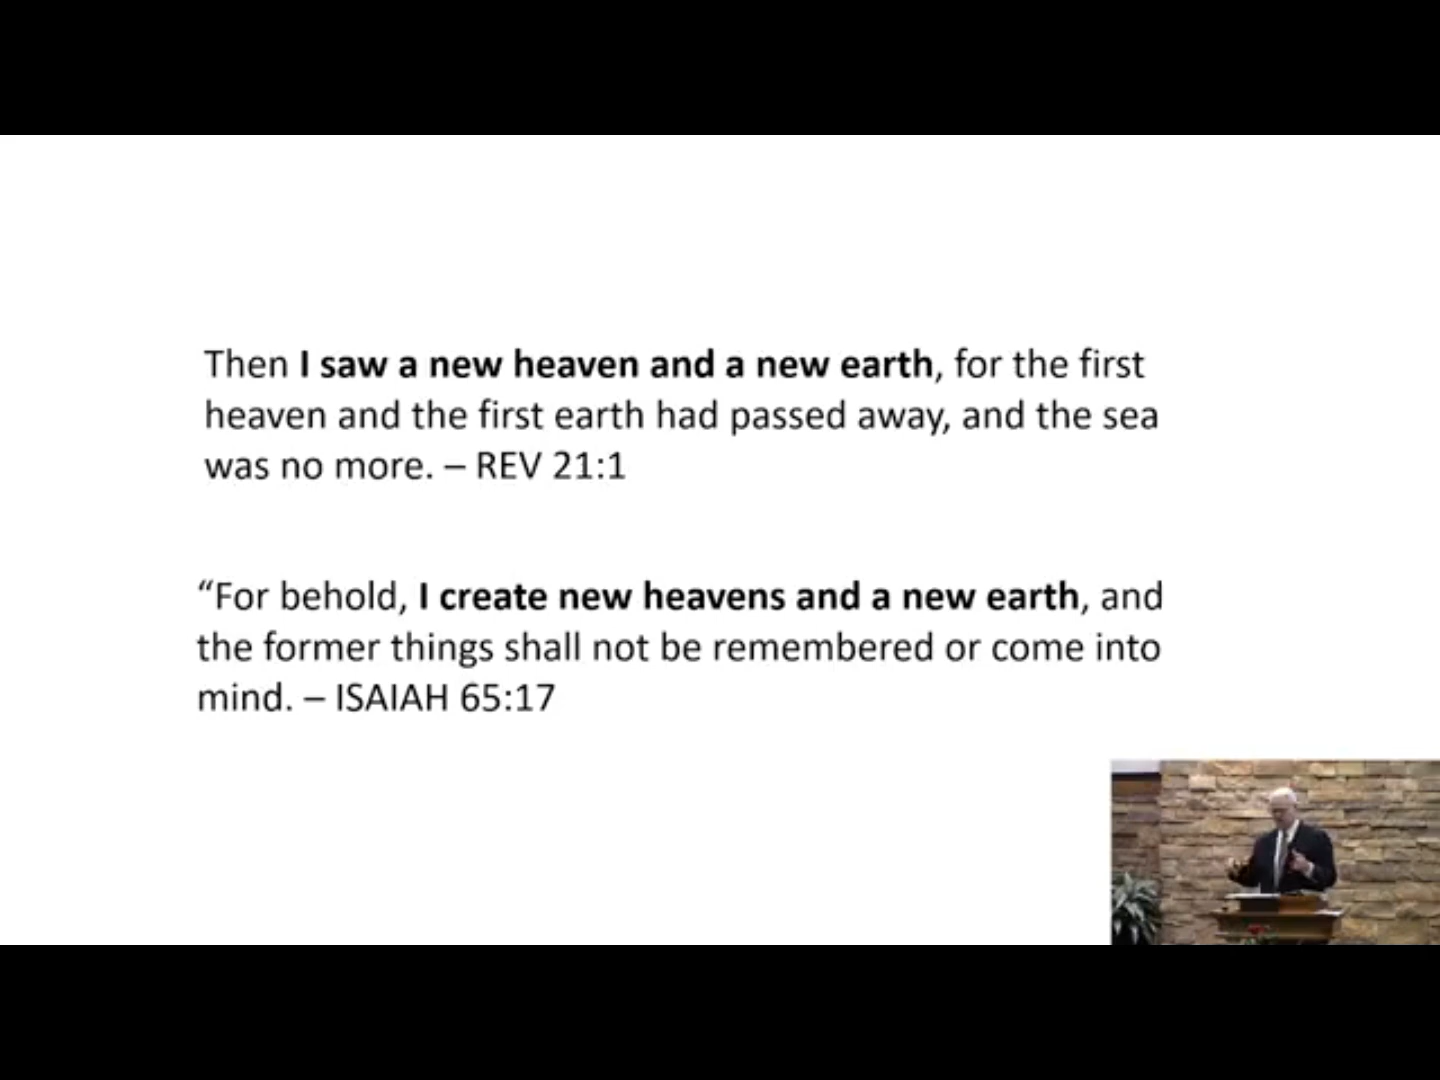 Then I saw a new heaven and a new earth, for the first
heaven and the first earth had passed away, and the sea
was no more. – REV 21:1
“For behold, I create new heavens and a new earth, and
the former things shall not be remembered or come into
mind. – ISAIAH 65:17